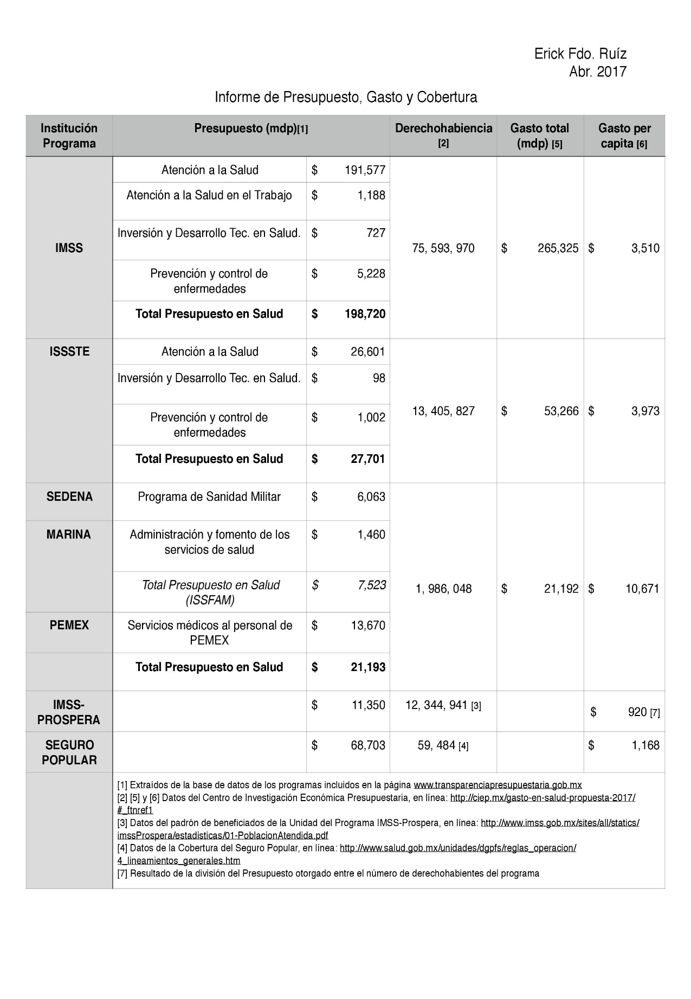 Erick Fdo. Ruíz
Abr. 2017
Informe de Presupuesto, Gasto y Cobertura
Institución Programa | Presupuesto (mdp)[1] | Derechohabiencia [2] | Gasto total (mdp) [5] | Gasto per capita [6]
IMSS
Atención a la Salud $ 191,577
Atención a la Salud en el Trabajo $ 1,188
Inversión y Desarrollo Tec. en Salud. $ 727
75, 593, 970 $ 265,325 $ 3,510
Prevención y control de
enfermedades $ 5,228
Total Presupuesto en Salud $ 198,720
ISSSTE
Atención a la Salud $ 26,601
Inversión y Desarrollo Tec. en Salud. $ 98
13, 405, 827 $ 53,266 $ 3,973
Prevención y control de
enfermedades $ 1,002
Total Presupuesto en Salud $ 27,701
SEDENA
Programa de Sanidad Militar $ 6,063
MARINA
Administración y fomento de los
servicios de salud $ 1,460
Total Presupuesto en Salud
(ISSFAM) $ 7,523
1, 986, 048 $ 21,192 $ 10,671
PEMEX
Servicios médicos al personal de
PEMEX $ 13,670
Total Presupuesto en Salud $ 21,193
IMSS-
PROSPERA
$ 11,350 12, 344, 941 [3] $ 920 [7]
SEGURO
POPULAR
$ 68,703 59, 484 [4] $ 1,168
[1] Extraídos de la base de datos de los programas incluidos en la página www.transparenciapresupuestaria.gob.mx
[2] [5] y [6] Datos del Centro de Investigación Económica Presupuestaria, en línea: http://ciep.mx/gasto-en-salud-propuesta-2017/
#_ftnref1
[3] Datos del padrón de beneficiados de la Unidad del Programa IMSS-Prospera, en línea: http://www.imss.gob.mx/sites/all/statics/
imssProspera/estadisticas/01-PoblacionAtendida.pdf
[4] Datos de la Cobertura del Seguro Popular, en línea: http://www.salud.gob.mx/unidades/dgpfs/reglas_operacion/
4_lineamientos_generales.htm
[7] Resultado de la división del Presupuesto otorgado entre el número de derechohabientes del programa